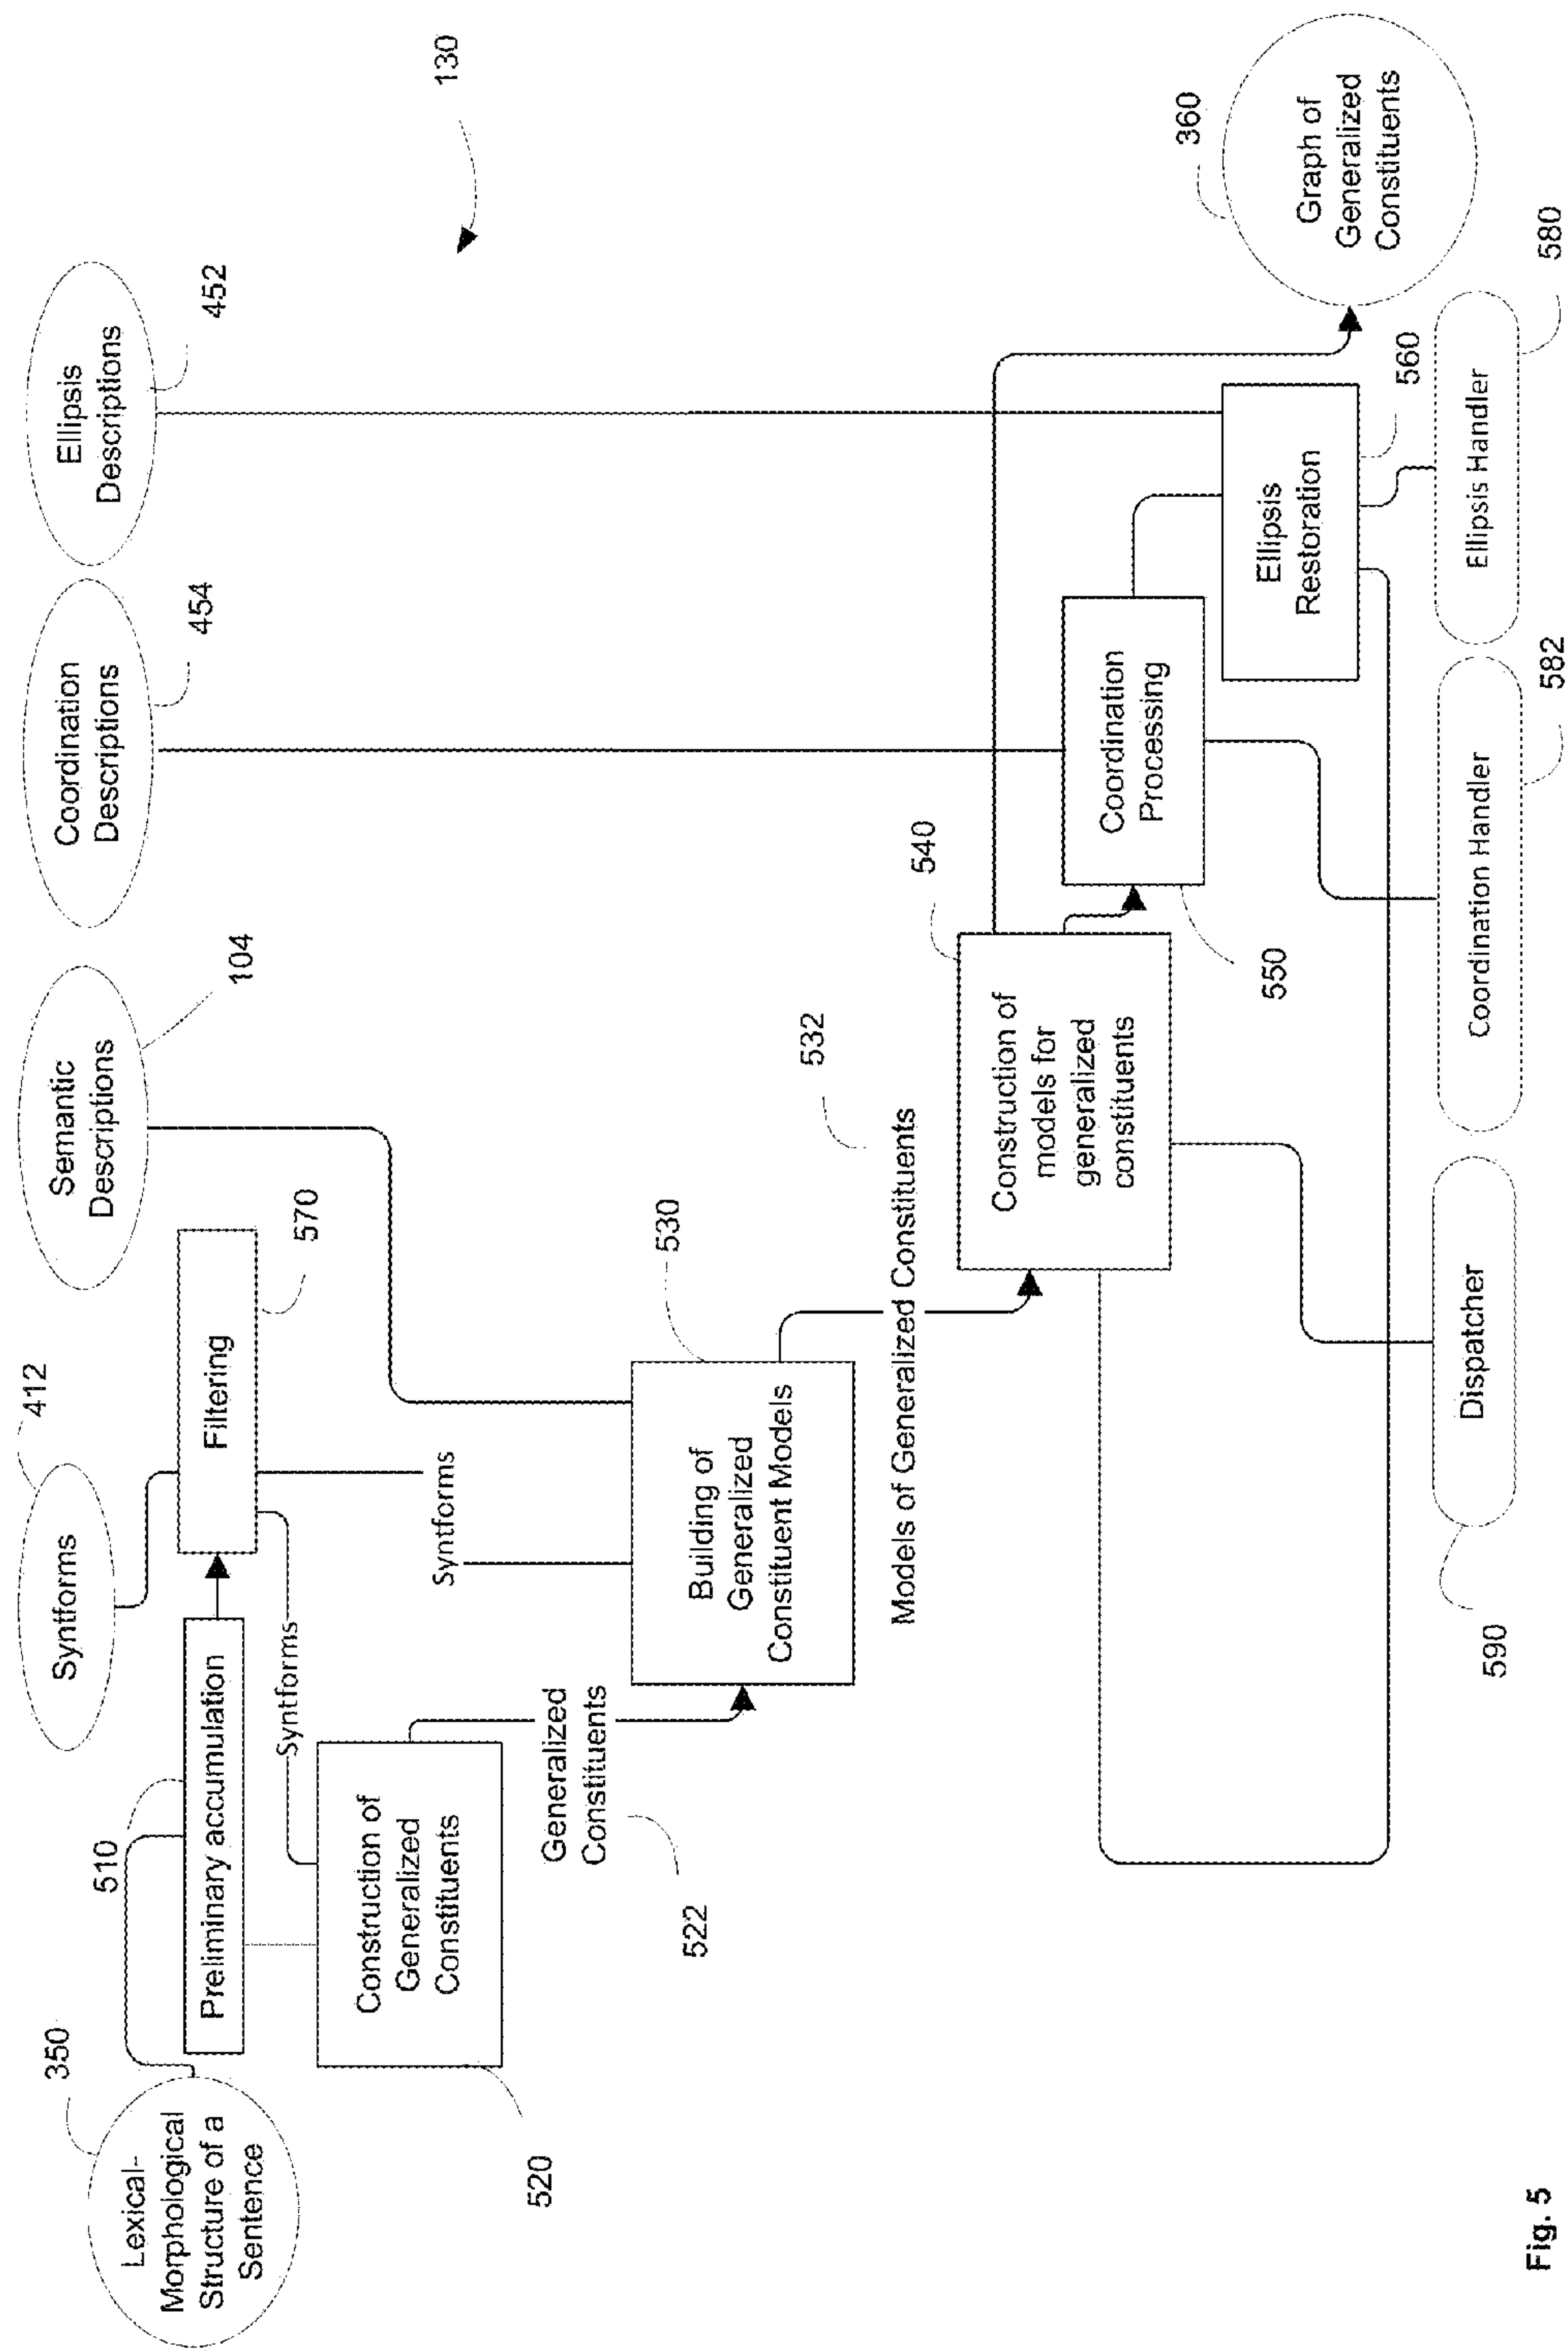 130
Lexical-
Morphological
Structure of a
Sentence
350
510
Preliminary accumulation
Syntforms
412
Filtering
570
Semantic
Descriptions
104
Coordination
Descriptions
454
Ellipsis
Descriptions
452
Syntforms
Syntforms
Construction of
Generalized
Constituents
520
Generalized
Constituents
522
Building of
Generalized
Constituent Models
530
Models of Generalized Constituents
532
Construction of
models for
generalized
constituents
540
Coordination
Processing
550
Ellipsis
Restoration
560
Graph of
Generalized
Constituents
360
Dispatcher
590
Coordination Handler
582
Ellipsis Handler
580
Fig. 5